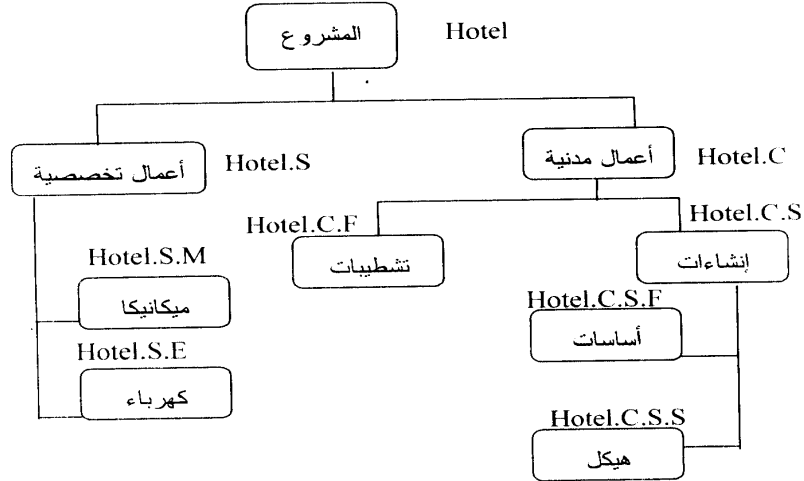 المشروع
Hotel
أعمال مدنية
Hotel.C
أعمال تخصصية
Hotel.S
Hotel.C.S
إنشاءات
Hotel.C.F
تشطيبات
Hotel.S.M
ميكانيكا
Hotel.C.S.F
أساسات
Hotel.S.E
كهرباء
Hotel.C.S.S
هيكل